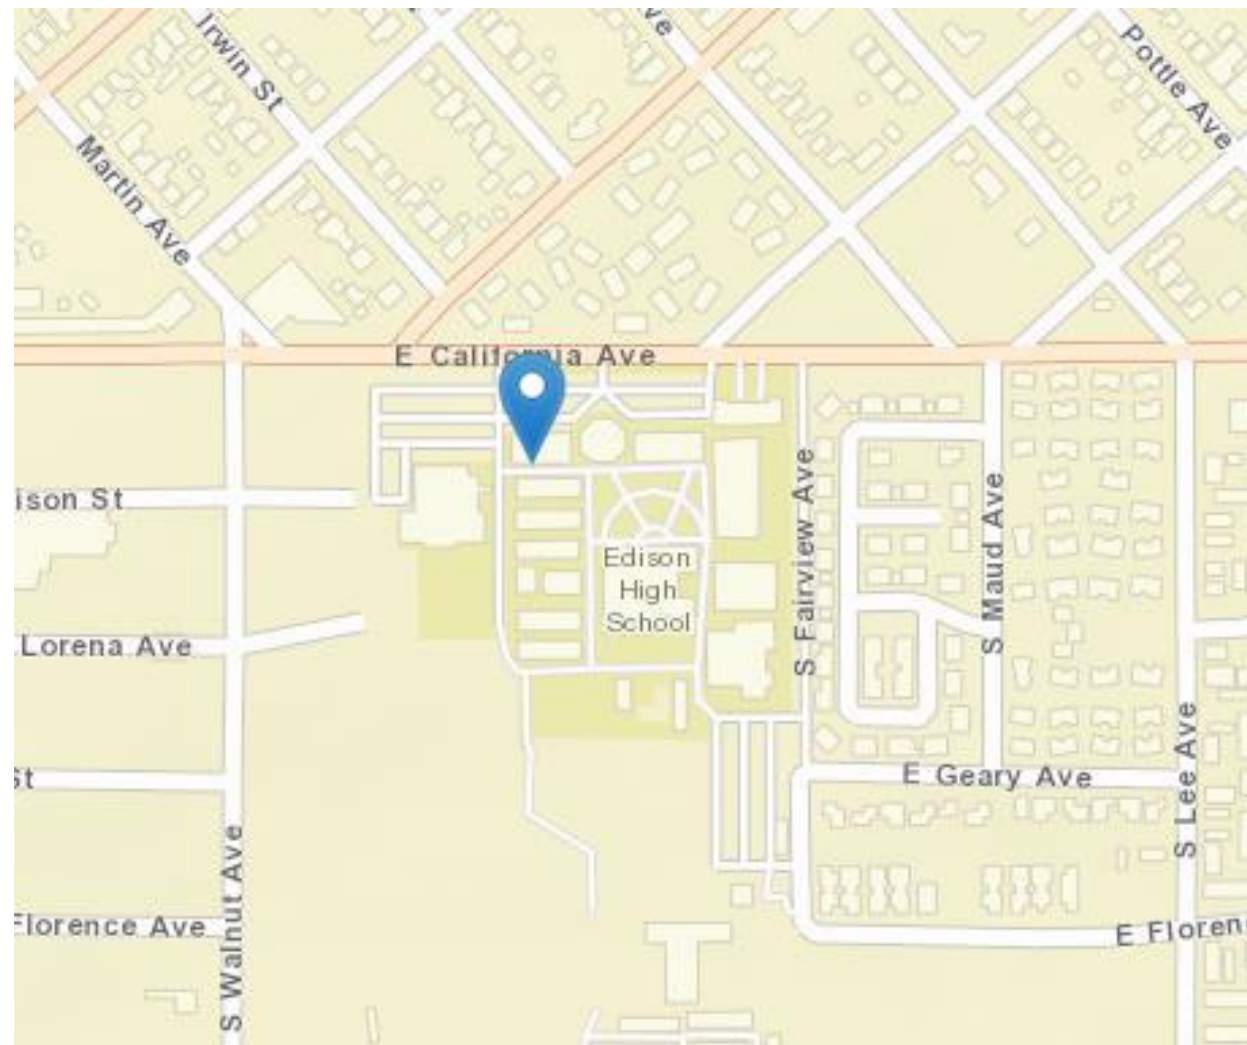 ve
Irwin St
Pottle Ave
Martin Ave
E California Ave
ison St
S Fairview Ave
S Maud Ave
Edison
High
School
Lorena Ave
St
E Geary Ave
S Lee Ave
S Walnut Ave
Florence Ave
E Floren